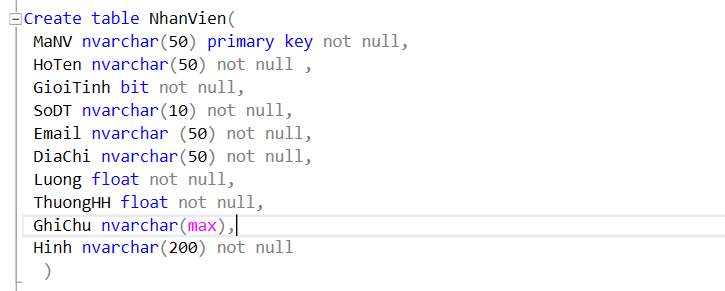 Create table NhanVien(
MaNV nvarchar(50) primary key not null,
HoTen nvarchar(50) not null ,
GioiTinh bit not null,
SoDT nvarchar(10) not null,
Email nvarchar (50) not null,
DiaChi nvarchar(50) not null,
Luong float not null,
ThuongHH float not null,
GhiChu nvarchar(max),
Hinh nvarchar(200) not null
)